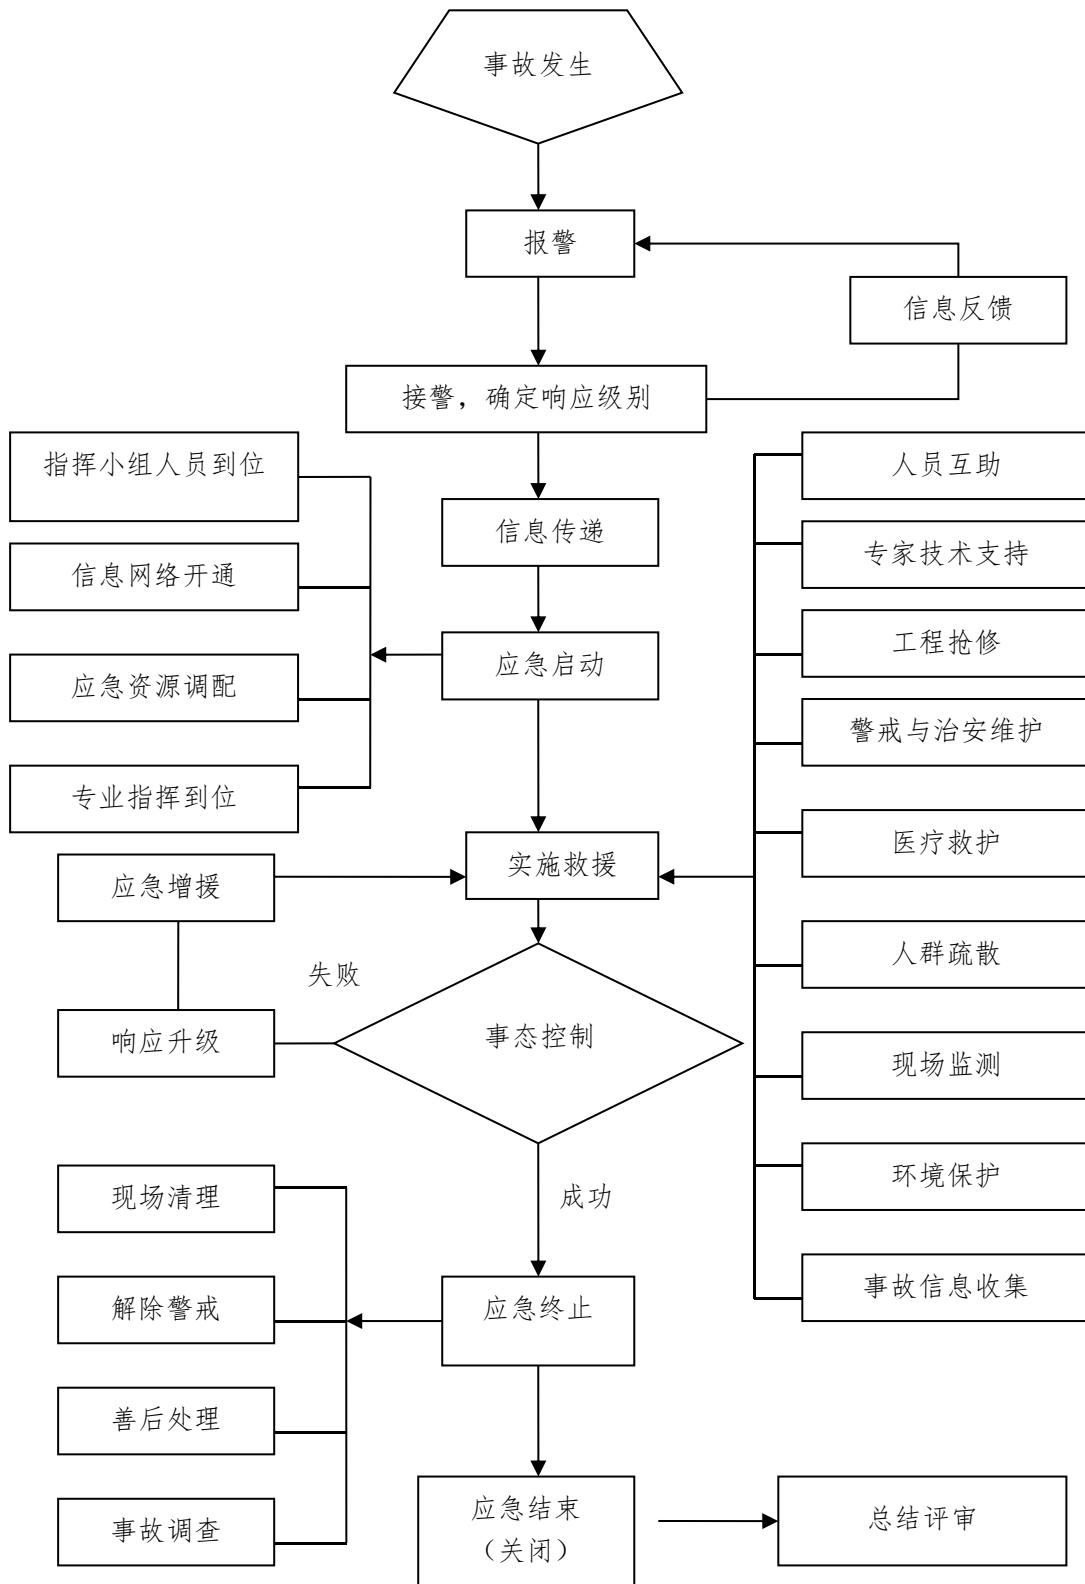 事故发生
报警
信息反馈
接警，确定响应级别
指挥小组人员到位
人员互助
信息传递
专家技术支持
信息网络开通
应急启动
工程抢修
应急资源调配
警戒与治安维护
专业指挥到位
实施救援
医疗救护
应急增援
人群疏散
失败
响应升级
事态控制
现场监测
现场清理
成功
环境保护
解除警戒
应急终止
事故信息收集
善后处理
应急结束
（关闭）
总结评审
事故调查